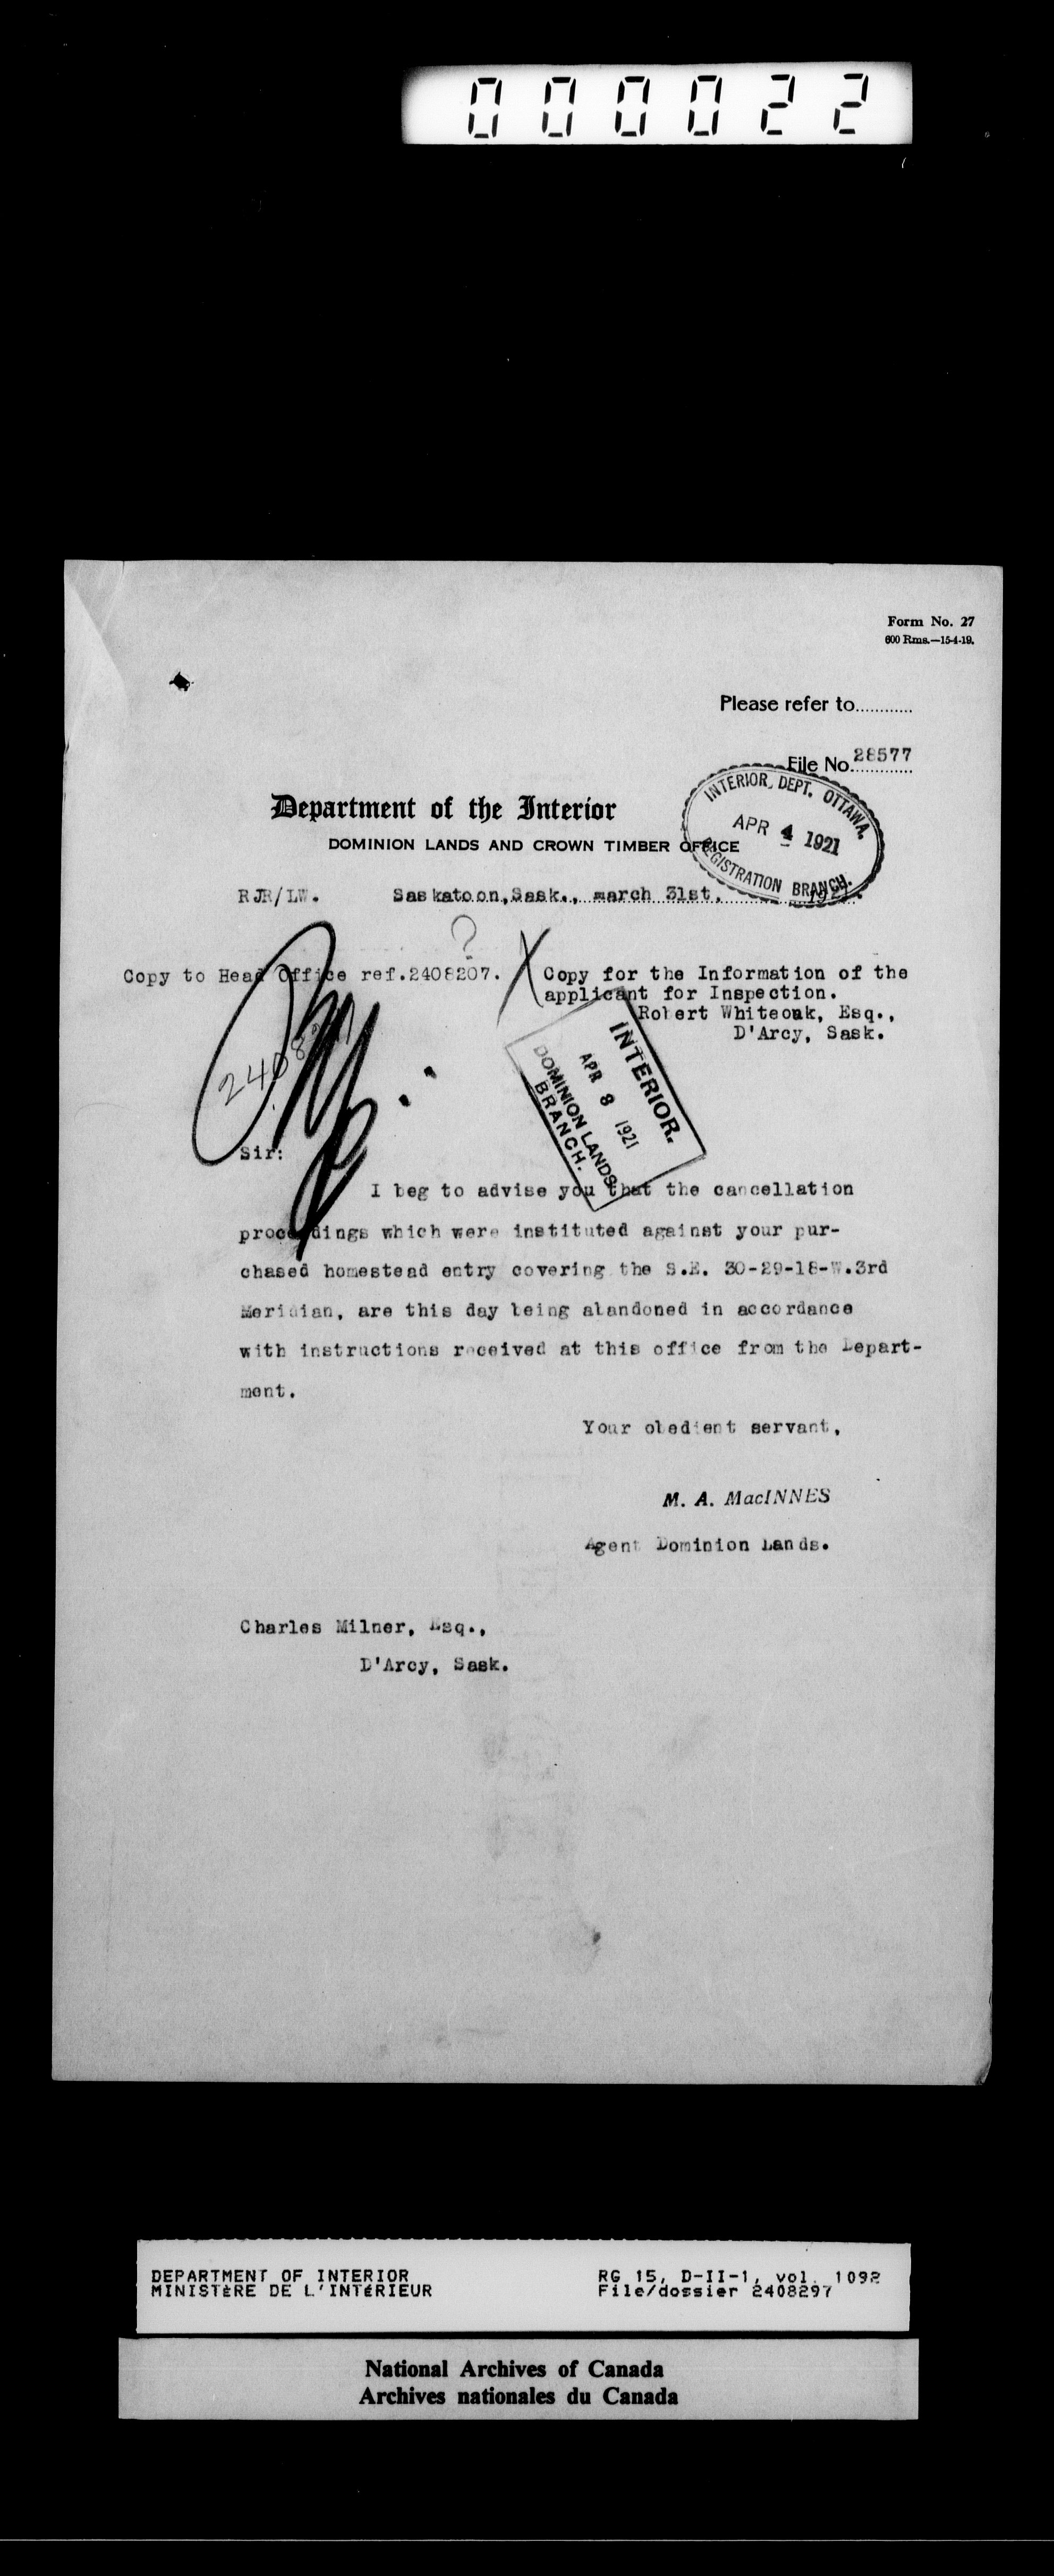 000022
Form No. 27
600 Rms.—15-4-19.
Please refer to............
File No. 28577
INTERIOR, DEPT. OTTAWA.
APR 4 1921
REGISTRATION BRANCH.
Department of the Interior
DOMINION LANDS AND CROWN TIMBER OFFICE
RJR/LW. Saskatoon,Sask., march 31st,
?
Copy to Head Office ref.2408207.
Copy for the Information of the
applicant for Inspection.
Robert Whiteoak, Esq.,
D'Arcy, Sask.
INTERIOR.
APR 8 1921
DOMINION LANDS
BRANCH.
Sir:
I beg to advise you that the cancellation
proceedings which were instituted against your pur-
chased homestead entry covering the S.E. 30-29-18-W.3rd
Meridian, are this day being abandoned in accordance
with instructions received at this office from the Depart-
ment.
Your obedient servant,
M. A. MacINNES
Agent Dominion Lands.
Charles Milner, Esq.,
D'Arcy, Sask.
DEPARTMENT OF INTERIOR RG 15, D-II-1, vol. 1092
MINISTÈRE DE L'INTÉRIEUR File/dossier 2408297
National Archives of Canada
Archives nationales du Canada